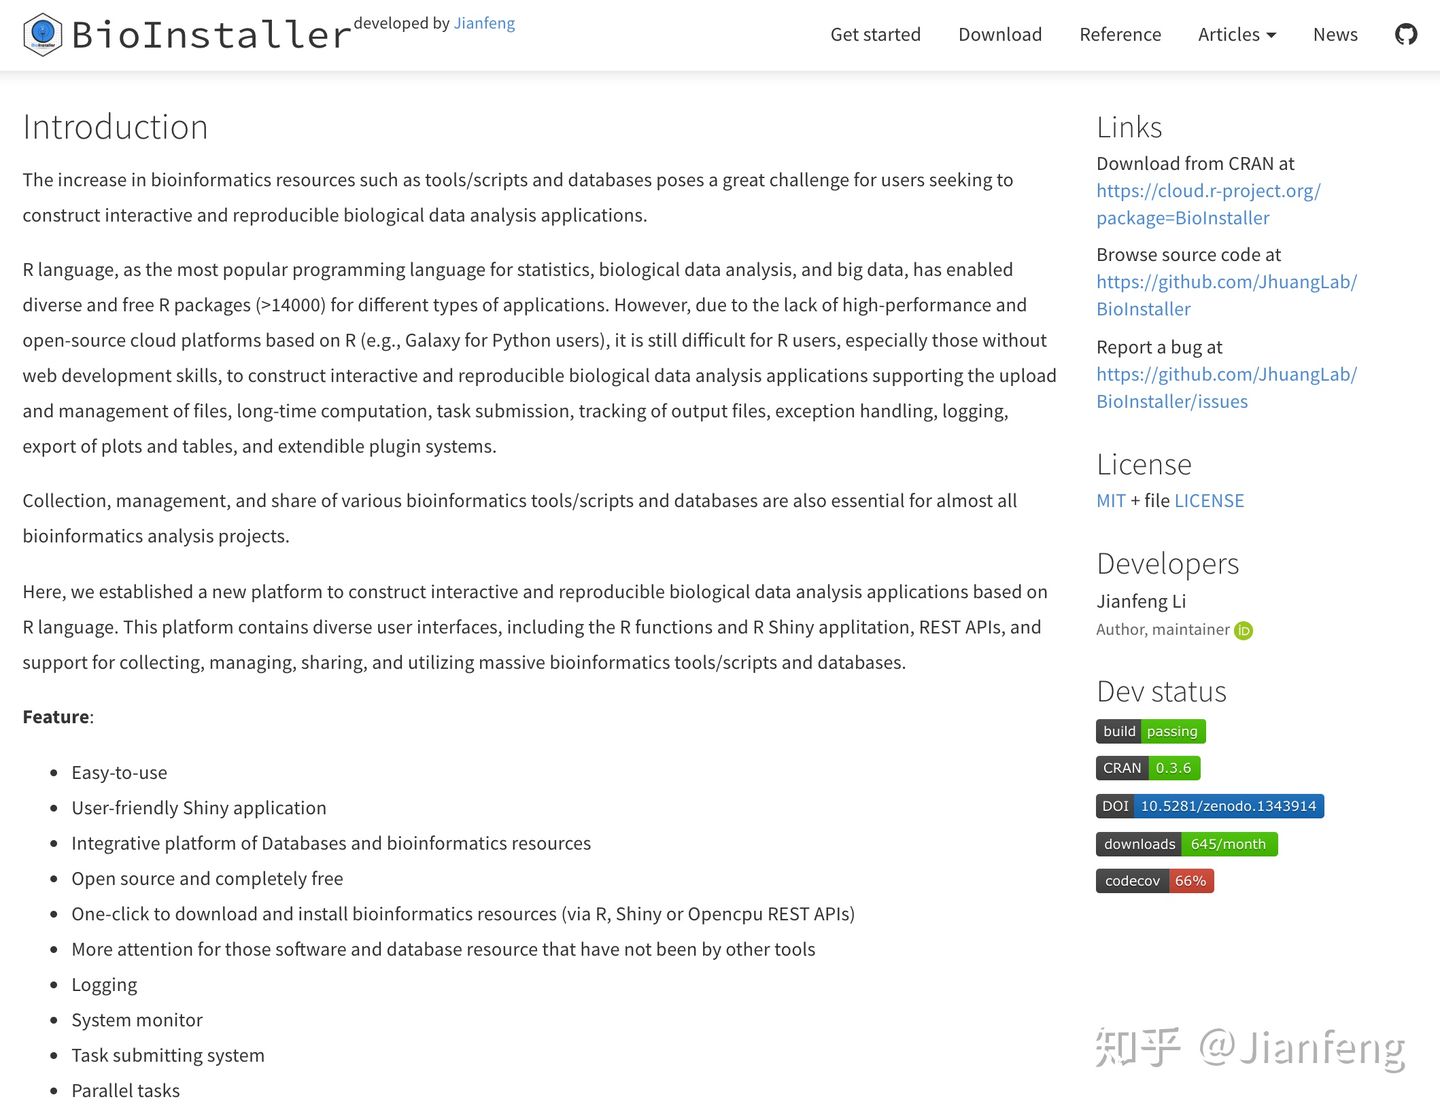 BioInstaller developed by Jianfeng
Get started Download Reference Articles News
Introduction
The increase in bioinformatics resources such as tools/scripts and databases poses a great challenge for users seeking to
construct interactive and reproducible biological data analysis applications.
R language, as the most popular programming language for statistics, biological data analysis, and big data, has enabled
diverse and free R packages (>14000) for different types of applications. However, due to the lack of high-performance and
open-source cloud platforms based on R (e.g., Galaxy for Python users), it is still difficult for R users, especially those without
web development skills, to construct interactive and reproducible biological data analysis applications supporting the upload
and management of files, long-time computation, task submission, tracking of output files, exception handling, logging,
export of plots and tables, and extendible plugin systems.
Collection, management, and share of various bioinformatics tools/scripts and databases are also essential for almost all
bioinformatics analysis projects.
Here, we established a new platform to construct interactive and reproducible biological data analysis applications based on
R language. This platform contains diverse user interfaces, including the R functions and R Shiny applitation, REST APIs, and
support for collecting, managing, sharing, and utilizing massive bioinformatics tools/scripts and databases.
Feature:
• Easy-to-use
• User-friendly Shiny application
• Integrative platform of Databases and bioinformatics resources
• Open source and completely free
• One-click to download and install bioinformatics resources (via R, Shiny or Opencpu REST APIs)
• More attention for those software and database resource that have not been by other tools
• Logging
• System monitor
• Task submitting system
• Parallel tasks
Links
Download from CRAN at
https://cloud.r-project.org/
package=BioInstaller
Browse source code at
https://github.com/JhuangLab/
BioInstaller
Report a bug at
https://github.com/JhuangLab/
BioInstaller/issues
License
MIT + file LICENSE
Developers
Jianfeng Li
Author, maintainer iD
Dev status
build passing
CRAN 0.3.6
DOI 10.5281/zenodo.1343914
downloads 645/month
codecov 66%
知乎 @Jianfeng